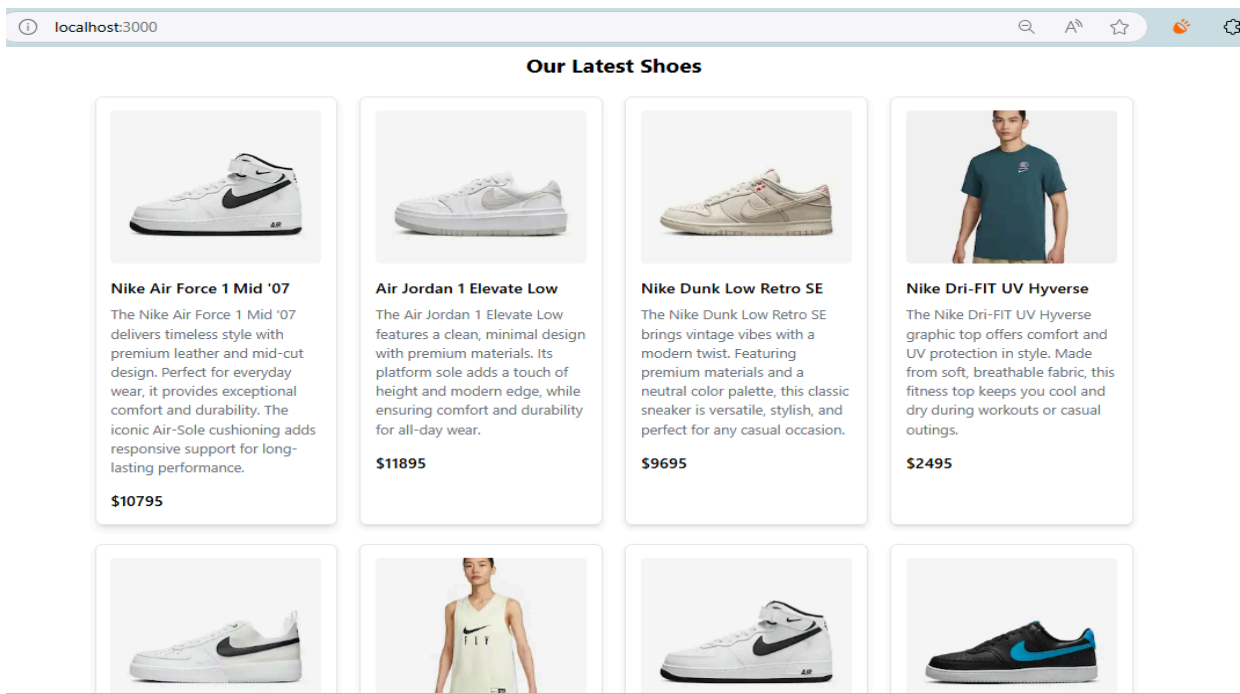 localhost:3000
Our Latest Shoes
Nike Air Force 1 Mid '07
The Nike Air Force 1 Mid '07
delivers timeless style with
premium leather and mid-cut
design. Perfect for everyday
wear, it provides exceptional
comfort and durability. The
iconic Air-Sole cushioning adds
responsive support for long-
lasting performance.
$10795
Air Jordan 1 Elevate Low
The Air Jordan 1 Elevate Low
features a clean, minimal design
with premium materials. Its
platform sole adds a touch of
height and modern edge, while
ensuring comfort and durability
for all-day wear.
$11895
Nike Dunk Low Retro SE
The Nike Dunk Low Retro SE
brings vintage vibes with a
modern twist. Featuring
premium materials and a
neutral color palette, this classic
sneaker is versatile, stylish, and
perfect for any casual occasion.
$9695
Nike Dri-FIT UV Hyverse
The Nike Dri-FIT UV Hyverse
graphic top offers comfort and
UV protection in style. Made
from soft, breathable fabric, this
fitness top keeps you cool and
dry during workouts or casual
outings.
$2495
AIR
FLY
AIR